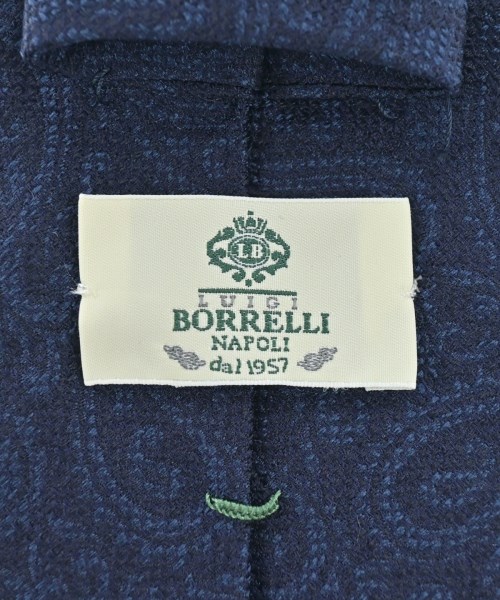 LB
LUIGI
BORRELLI
NAPOLI
dal 1957